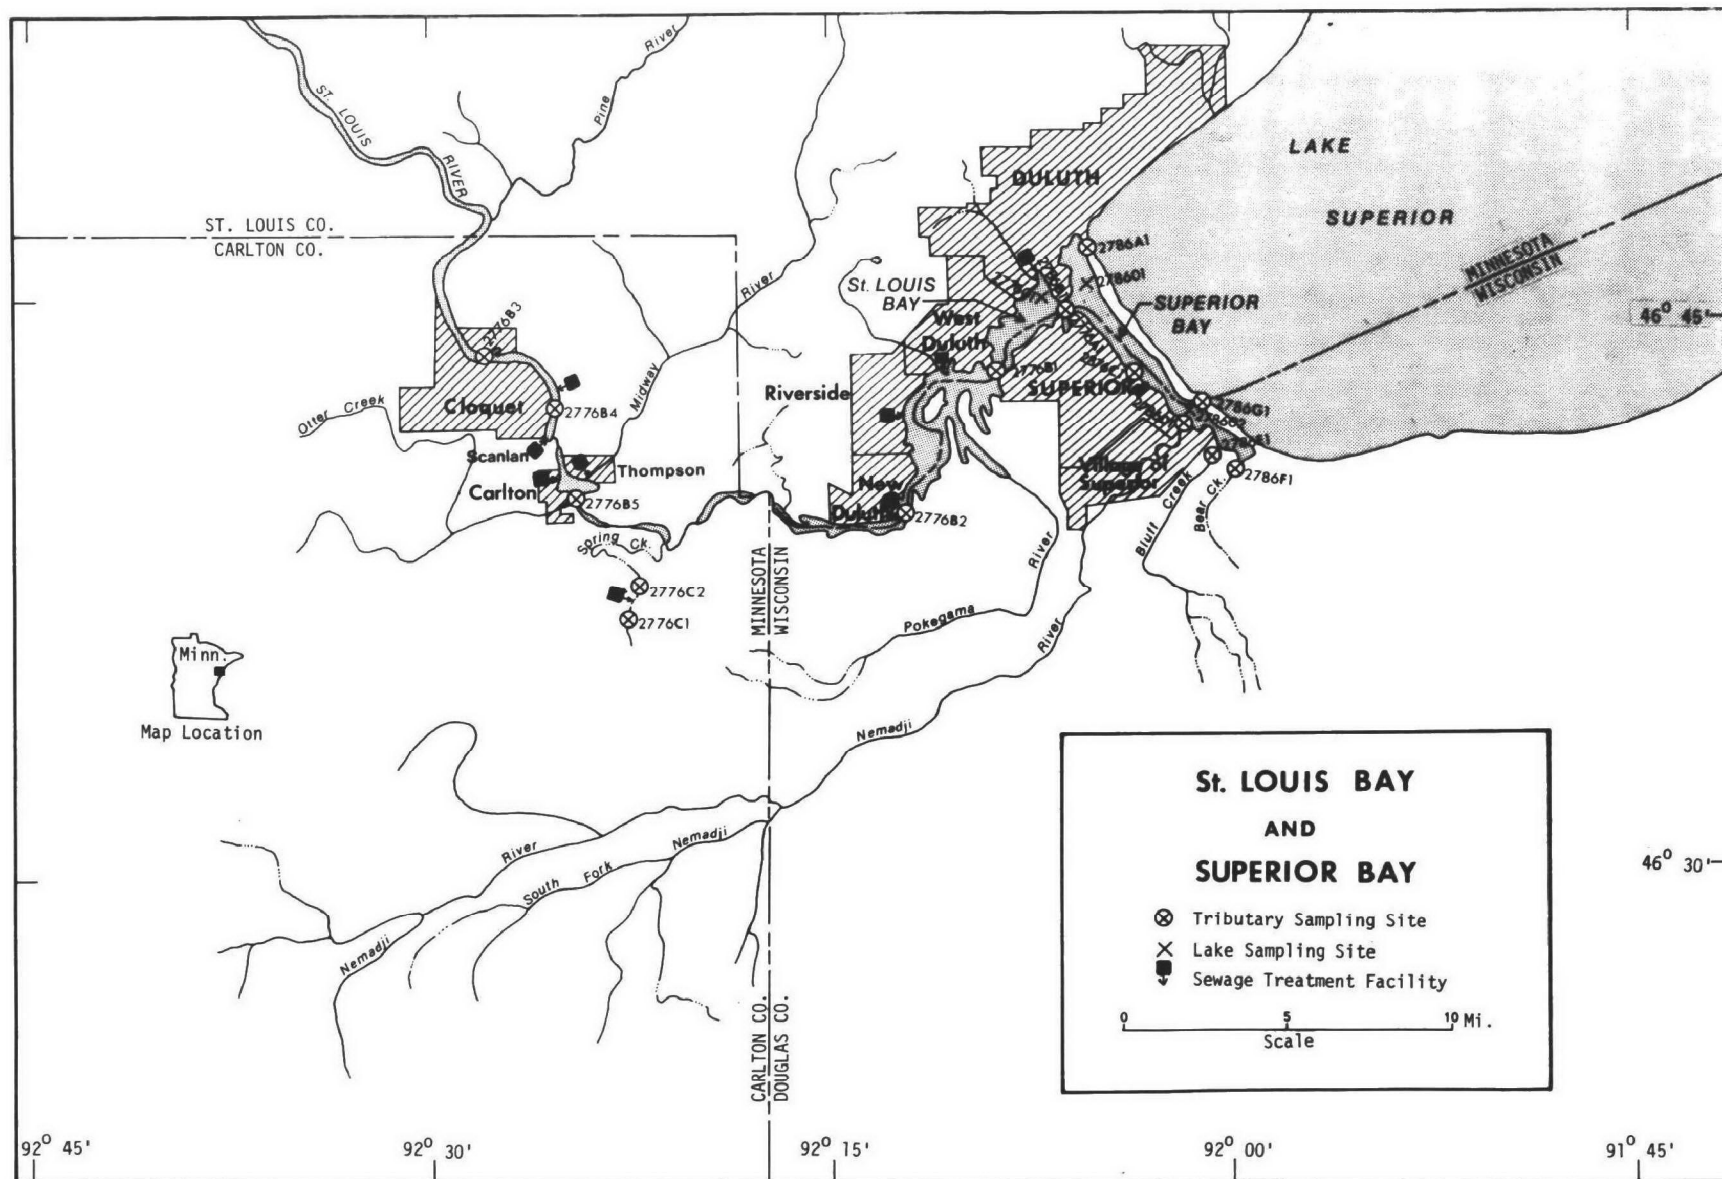 ST. LOUIS
RIVER
Pine
River
LAKE
SUPERIOR
DULUTH
ST. LOUIS CO.
CARLTON CO.
MINNESOTA
WISCONSIN
2786A1
278601
St. LOUIS
BAY
SUPERIOR
BAY
46° 45'
River
Midway
2776B3
West
Duluth
2776B1
SUPERIOR
Riverside
Otter Creek
Cloquet
2776B4
2786G1
Scanlan
Thompson
Carlton
2776B5
New
Duluth
2776B2
Village of
Superior
2786F1
Bluff Creek
Bear Ck.
Spring Ck.
2776C2
2776C1
MINNESOTA
WISCONSIN
Pokegama
River
River
Minn.
Map Location
Nemadji
River
Nemadji
South Fork
Nemadji
46° 30'
CARLTON CO.
DOUGLAS CO.
St. LOUIS BAY
AND
SUPERIOR BAY
Tributary Sampling Site
Lake Sampling Site
Sewage Treatment Facility
0 5 10 Mi.
Scale
92° 45'
92° 30'
92° 15'
92° 00'
91° 45'